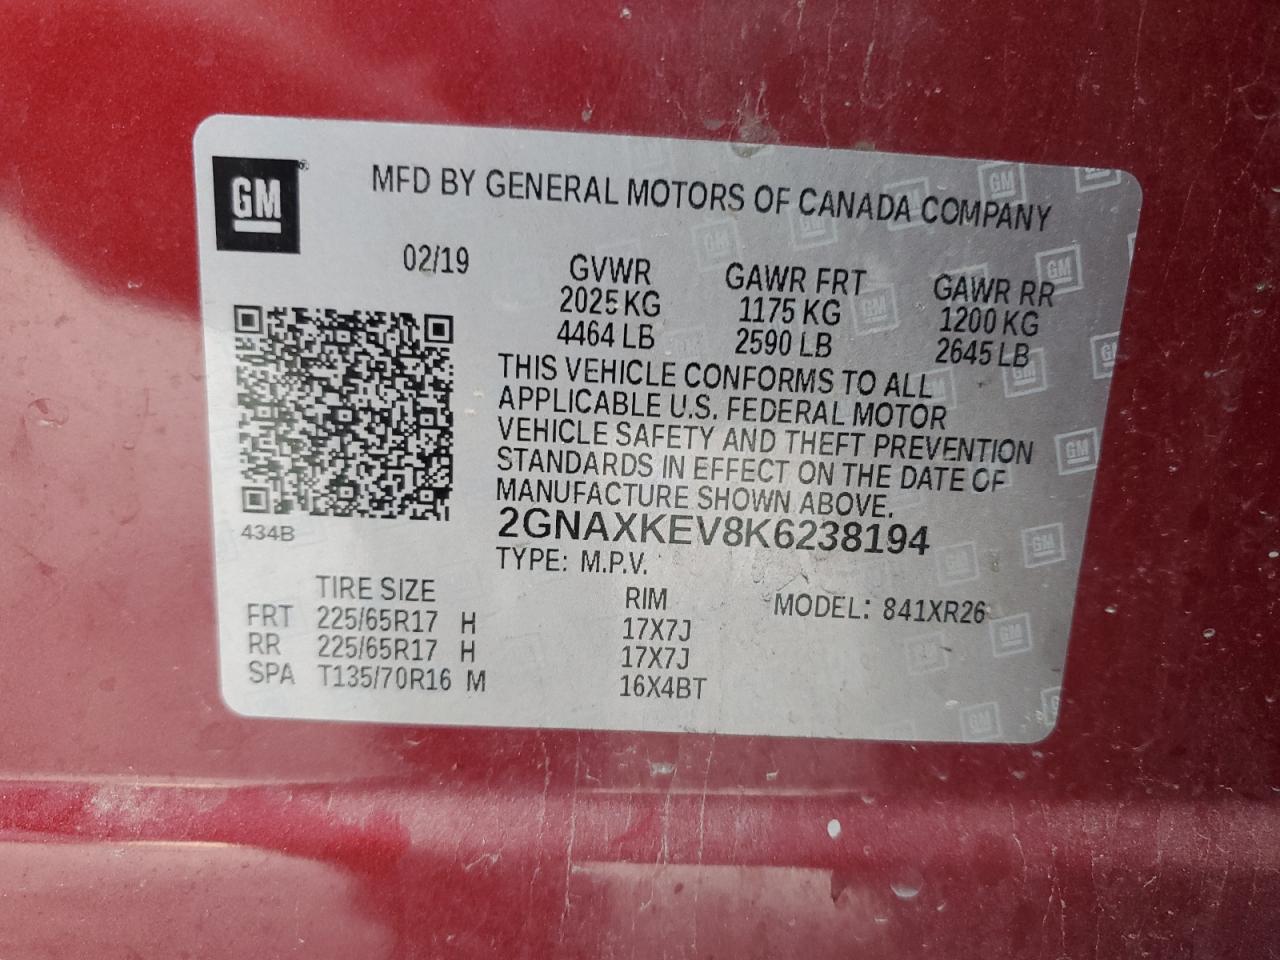 GM
MFD BY GENERAL MOTORS OF CANADA COMPANY
02/19
GVWR
2025 KG
4464 LB
GAWR FRT
1175 KG
2590 LB
GAWR RR
1200 KG
2645 LB
THIS VEHICLE CONFORMS TO ALL
APPLICABLE U.S. FEDERAL MOTOR
VEHICLE SAFETY AND THEFT PREVENTION
STANDARDS IN EFFECT ON THE DATE OF
MANUFACTURE SHOWN ABOVE.
434B
2GNAXKEV8K6238194
TYPE: M.P.V.
TIRE SIZE RIM MODEL: 841XR26
FRT 225/65R17 H 17X7J
RR 225/65R17 H 17X7J
SPA T135/70R16 M 16X4BT